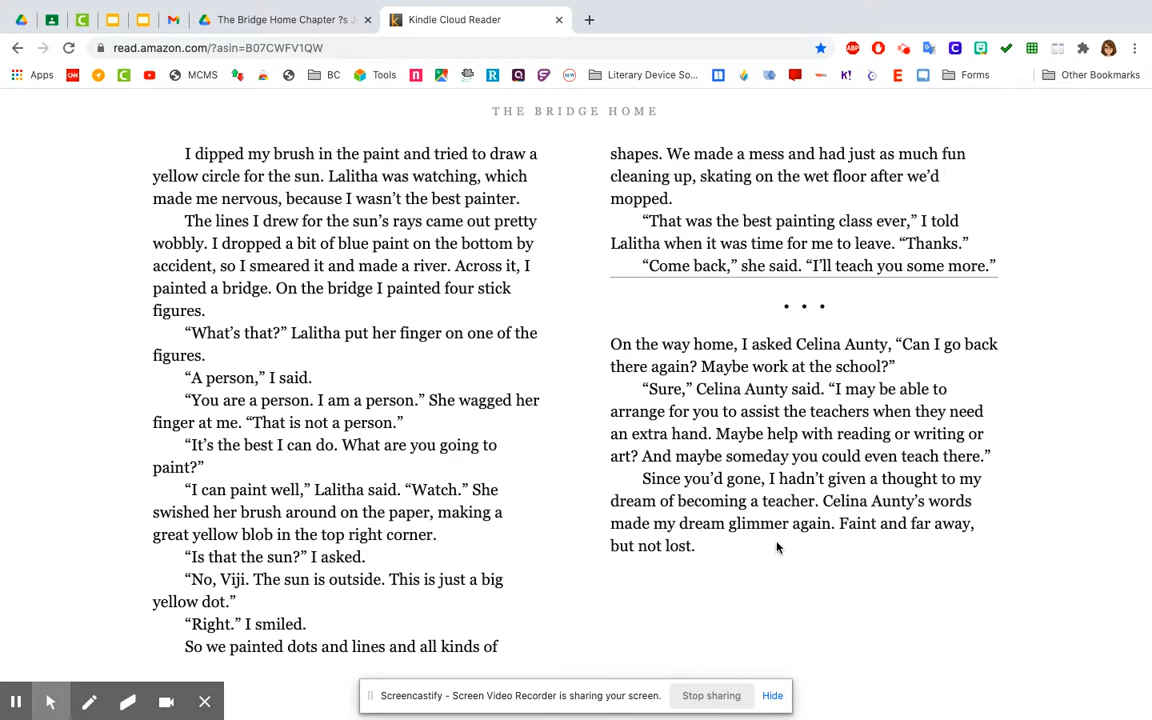 The Bridge Home Chapter ?s
Kindle Cloud Reader
read.amazon.com/?asin=B07CWFV1QW
Apps
MCMS
BC
Tools
Literary Device So...
Forms
Other Bookmarks
THE BRIDGE HOME
I dipped my brush in the paint and tried to draw a
yellow circle for the sun. Lalitha was watching, which
made me nervous, because I wasn’t the best painter.
The lines I drew for the sun’s rays came out pretty
wobbly. I dropped a bit of blue paint on the bottom by
accident, so I smeared it and made a river. Across it, I
painted a bridge. On the bridge I painted four stick
figures.
“What’s that?” Lalitha put her finger on one of the
figures.
“A person,” I said.
“You are a person. I am a person.” She wagged her
finger at me. “That is not a person.”
“It’s the best I can do. What are you going to
paint?”
“I can paint well,” Lalitha said. “Watch.” She
swished her brush around on the paper, making a
great yellow blob in the top right corner.
“Is that the sun?” I asked.
“No, Viji. The sun is outside. This is just a big
yellow dot.”
“Right.” I smiled.
So we painted dots and lines and all kinds of
shapes. We made a mess and had just as much fun
cleaning up, skating on the wet floor after we’d
mopped.
“That was the best painting class ever,” I told
Lalitha when it was time for me to leave. “Thanks.”
“Come back,” she said. “I’ll teach you some more.”
• • •
On the way home, I asked Celina Aunty, “Can I go back
there again? Maybe work at the school?”
“Sure,” Celina Aunty said. “I may be able to
arrange for you to assist the teachers when they need
an extra hand. Maybe help with reading or writing or
art? And maybe someday you could even teach there.”
Since you’d gone, I hadn’t given a thought to my
dream of becoming a teacher. Celina Aunty’s words
made my dream glimmer again. Faint and far away,
but not lost.
Screencastify - Screen Video Recorder is sharing your screen.
Stop sharing
Hide